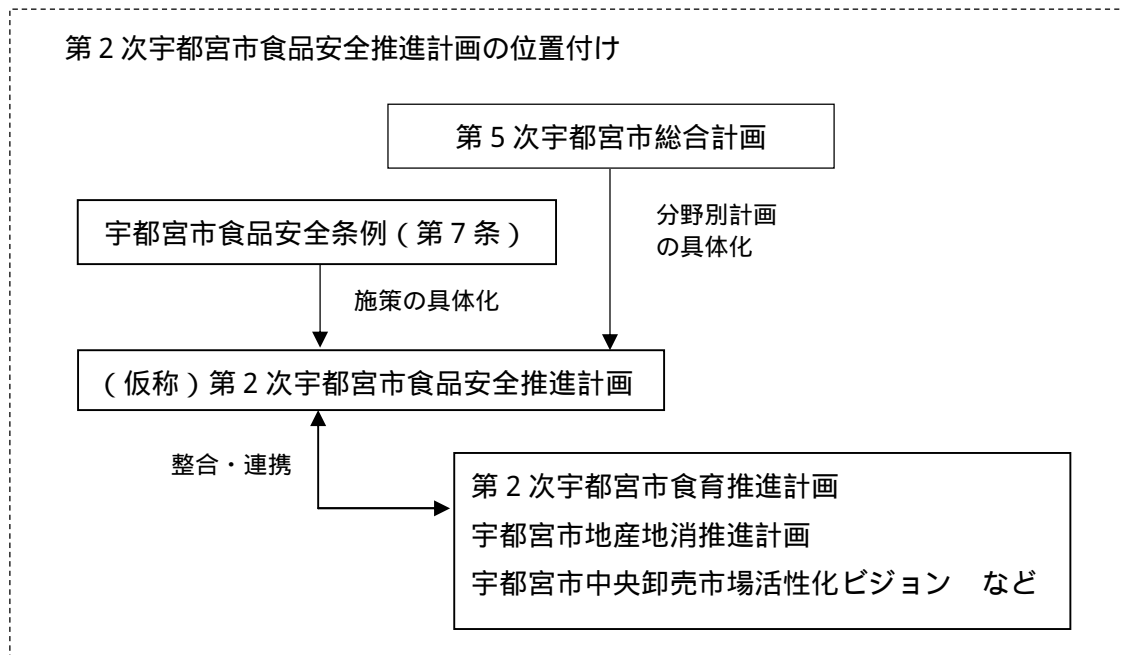 第2次宇都宮市食品安全推進計画の位置付け
第5次宇都宮市総合計画
宇都宮市食品安全条例（第7条）
分野別計画
の具体化
施策の具体化
（仮称）第2次宇都宮市食品安全推進計画
整合・連携
第2次宇都宮市食育推進計画
宇都宮市地産地消推進計画
宇都宮市中央卸売市場活性化ビジョン　など